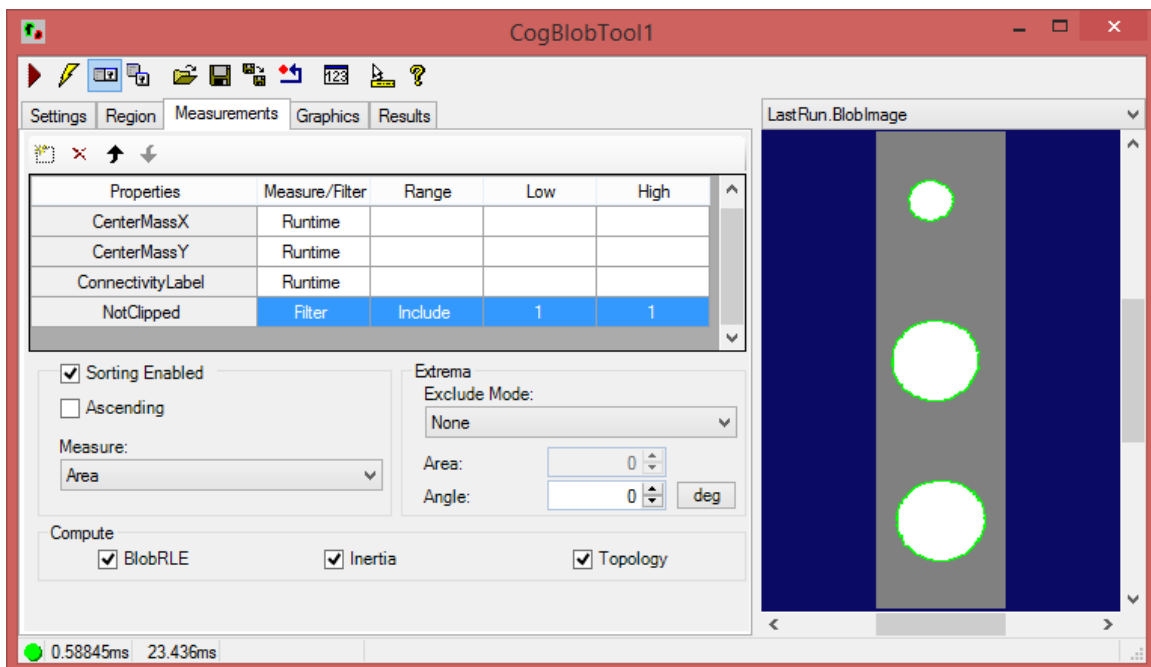 CogBlobTool1
Settings Region Measurements Graphics Results
LastRun.BlobImage
Properties Measure/Filter Range Low High
CenterMassX Runtime
CenterMassY Runtime
ConnectivityLabel Runtime
NotClipped Filter Include 1 1
Sorting Enabled
Ascending
Measure:
Area
Extrema
Exclude Mode:
None
Area: 0
Angle: 0 deg
Compute
BlobRLE Inertia Topology
0.58845ms 23.436ms